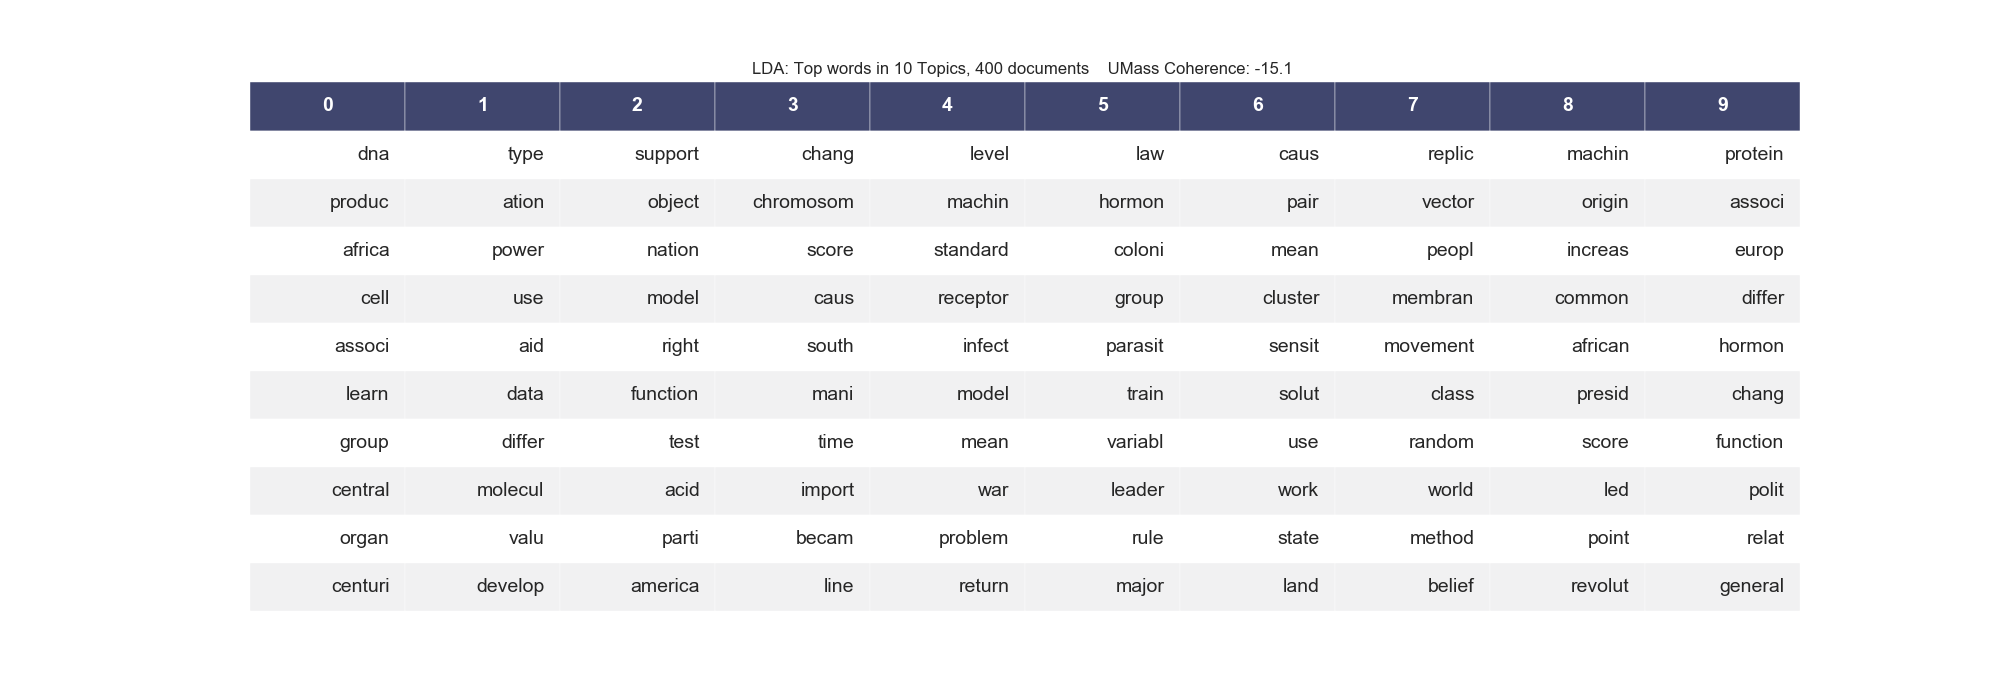 LDA: Top words in 10 Topics, 400 documents    UMass Coherence: -15.1
0 1 2 3 4 5 6 7 8 9
dna type support chang level law caus replic machin protein
produc ation object chromosom machin hormon pair vector origin associ
africa power nation score standard coloni mean peopl increas europ
cell use model caus receptor group cluster membran common differ
associ aid right south infect parasit sensit movement african hormon
learn data function mani model train solut class presid chang
group differ test time mean variabl use random score function
central molecul acid import war leader work world led polit
organ valu parti becam problem rule state method point relat
centuri develop america line return major land belief revolut general